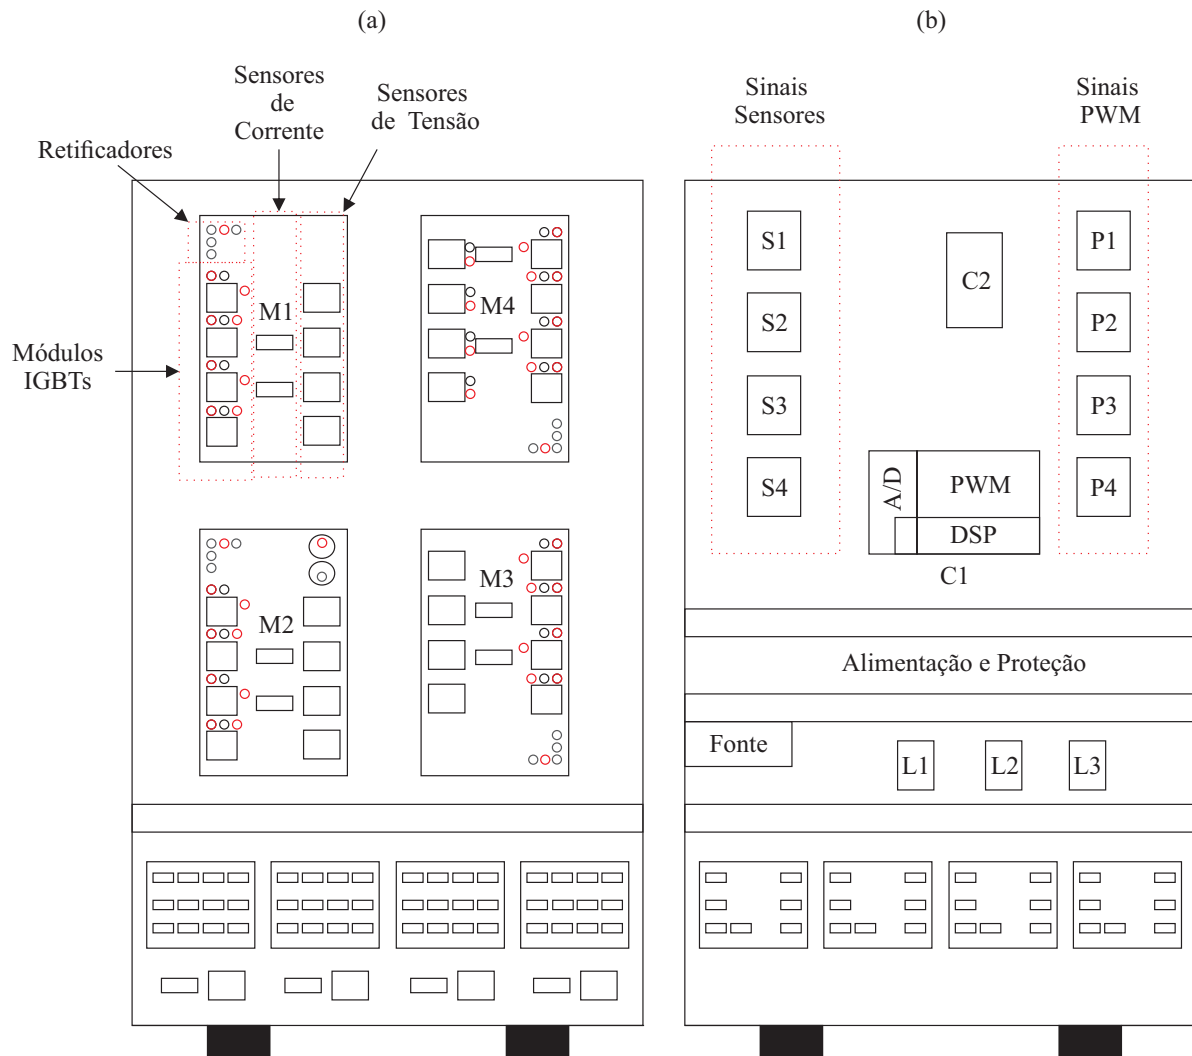 (a)
Sensores
de
Corrente
Sensores
de Tensão
Retificadores
Módulos
IGBTs
M1
M4
M2
M3
(b)
Sinais
Sensores
Sinais
PWM
S1
S2
S3
S4
C2
P1
P2
P3
P4
A/D
PWM
DSP
C1
Alimentação e Proteção
Fonte
L1
L2
L3